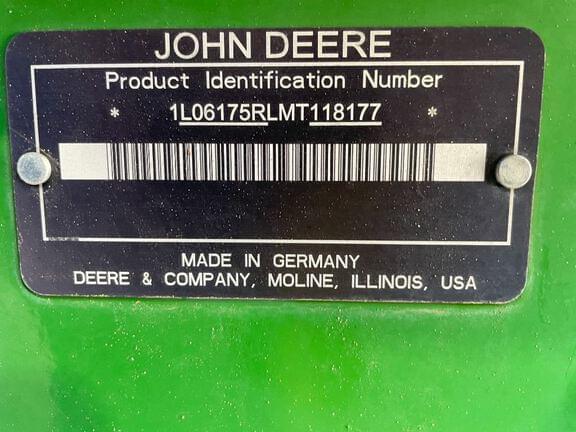 JOHN DEERE
Product Identification Number
* 1L06175RLMT118177 *
MADE IN GERMANY
DEERE & COMPANY, MOLINE, ILLINOIS, USA